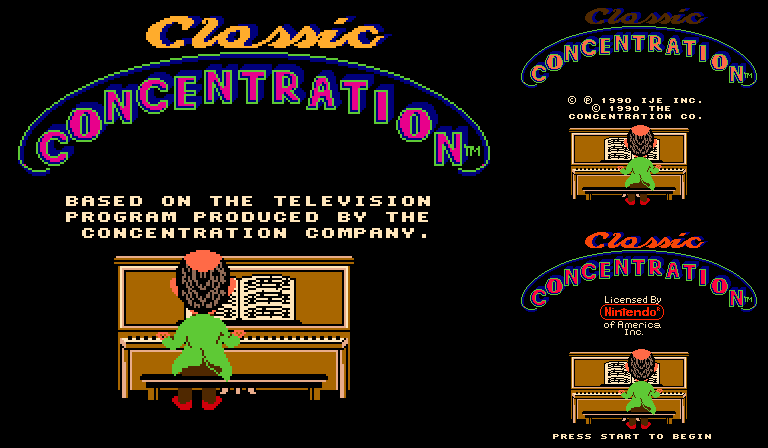 Classic
CONCENTRATION™
BASED ON THE TELEVISION
PROGRAM PRODUCED BY THE
CONCENTRATION COMPANY.
Classic
CONCENTRATION™
© ℗ 1990 IJE INC.
© 1990 THE
CONCENTRATION CO.
Classic
CONCENTRATION™
Licensed By
Nintendo®
of America
Inc.
PRESS START TO BEGIN